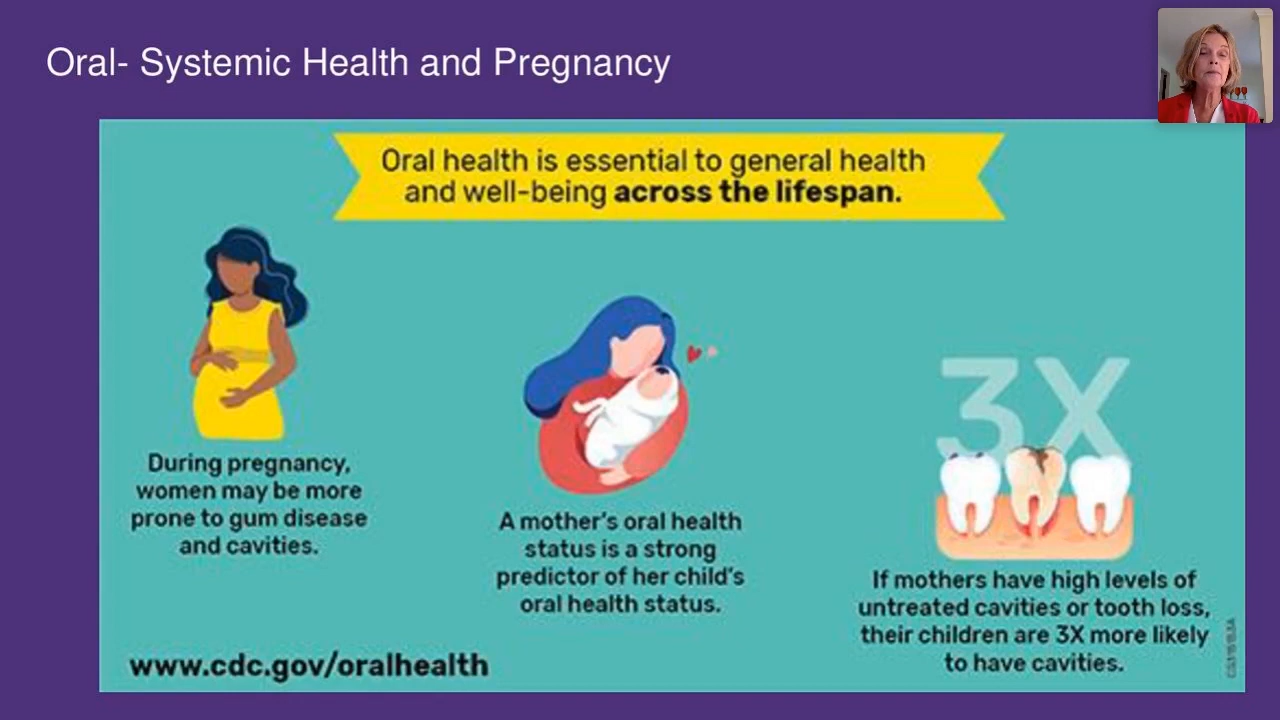 Oral- Systemic Health and Pregnancy
Oral health is essential to general health
and well-being across the lifespan.
During pregnancy,
women may be more
prone to gum disease
and cavities.
A mother's oral health
status is a strong
predictor of her child's
oral health status.
3X
If mothers have high levels of
untreated cavities or tooth loss,
their children are 3X more likely
to have cavities.
www.cdc.gov/oralhealth